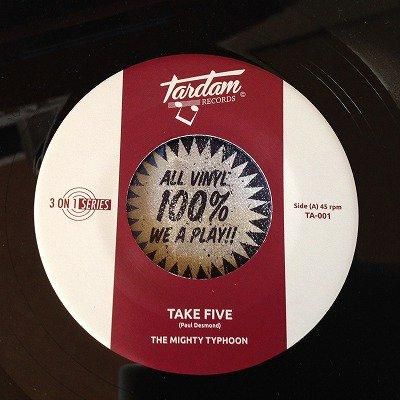 Tardam
RECORDS ©
3 ON 1 SERIES
ALL VINYL
100%
WE A PLAY!!
Side (A) 45 rpm
TA-001
TAKE FIVE
(Paul Desmond)
THE MIGHTY TYPHOON